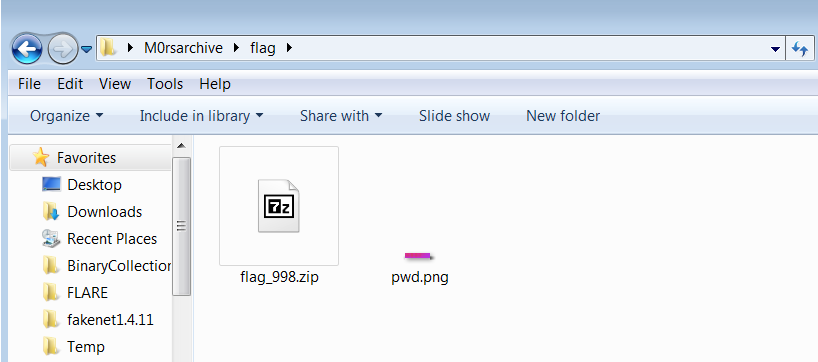 M0rsarchive flag
File Edit View Tools Help
Organize Include in library Share with Slide show New folder
Favorites
Desktop
Downloads
Recent Places
BinaryCollection
FLARE
fakenet1.4.11
Temp
7z
flag_998.zip
pwd.png